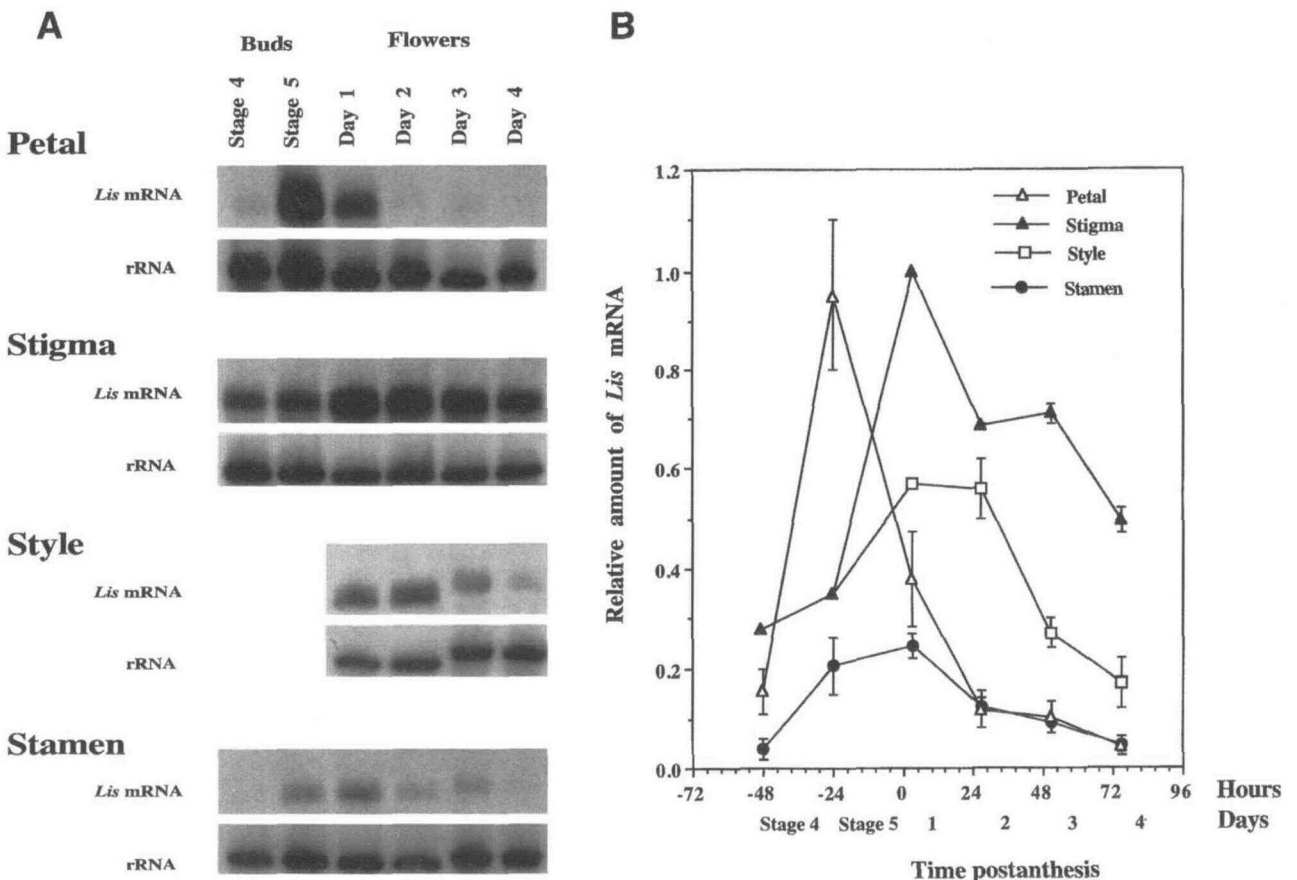 A
Buds Flowers
Stage 4
Stage 5
Day 1
Day 2
Day 3
Day 4
Petal
Lis mRNA
rRNA
Stigma
Lis mRNA
rRNA
Style
Lis mRNA
rRNA
Stamen
Lis mRNA
rRNA
B
Relative amount of Lis mRNA
1.2
1.0
0.8
0.6
0.4
0.2
0.0
Petal
Stigma
Style
Stamen
-72 -48 -24 0 24 48 72 96 Hours
Stage 4 Stage 5 1 2 3 4 Days
Time postanthesis